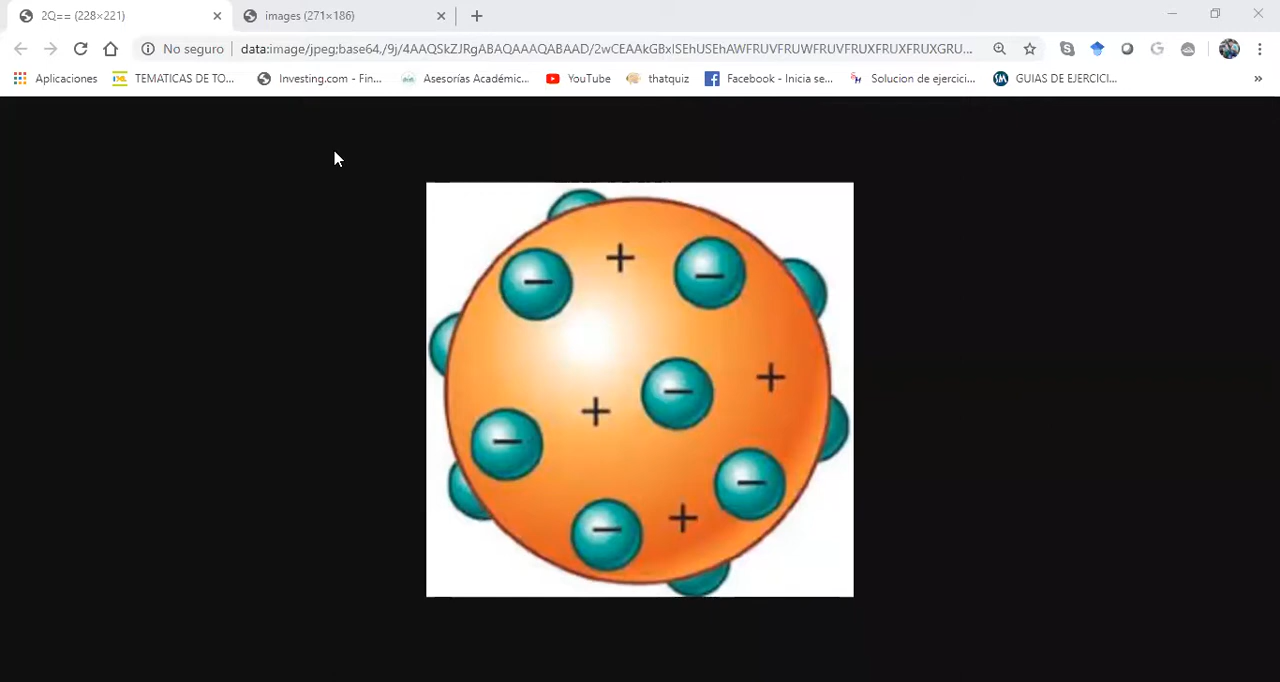 2Q== (228×221)
images (271×186)
No seguro
data:image/jpeg;base64,/9j/4AAQSkZJRgABAQAAAQABAAD/2wCEAAkGBxISEhUSEhAWFRUVFRUWFRUVFRUXFRUXFRUXGRU...
Aplicaciones
TEMATICAS DE TO...
Investing.com - Fin...
Asesorías Académic...
YouTube
thatquiz
Facebook - Inicia se...
Solucion de ejercici...
SM
GUIAS DE EJERCICI...
»
− + −
− +
+
−
−
− +